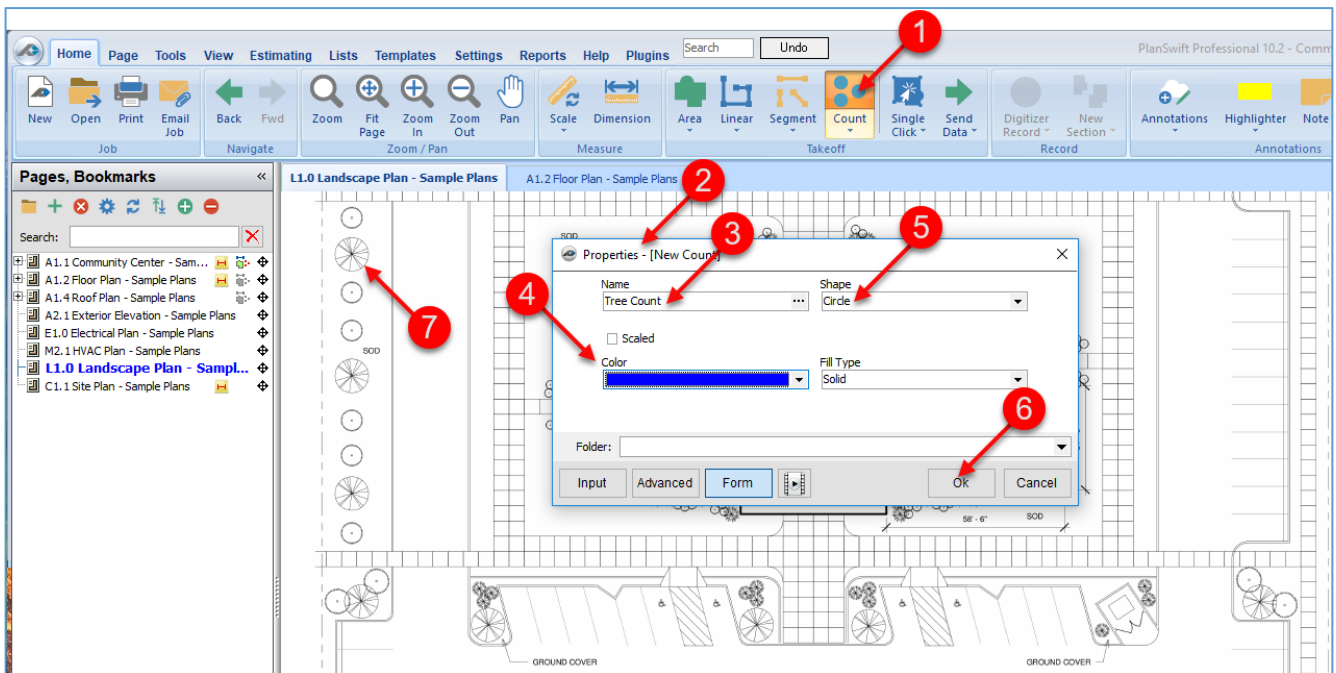 1
Home Page Tools View Estimating Lists Templates Settings Reports Help Plugins Search Undo PlanSwift Professional 10.2 - Comm
New Open Print Email Job Back Fwd Zoom Fit Page Zoom In Zoom Out Pan Scale Dimension Area Linear Segment Count Single Click Send Data Digitizer Record New Section Annotations Highlighter Note
Job Navigate Zoom / Pan Measure Takeoff Record Annotations
Pages, Bookmarks «
L1.0 Landscape Plan - Sample Plans A1.2 Floor Plan - Sample Plans
2
Search:
A1.1 Community Center - Sam...
A1.2 Floor Plan - Sample Plans
A1.4 Roof Plan - Sample Plans
A2.1 Exterior Elevation - Sample Plans
E1.0 Electrical Plan - Sample Plans
M2.1 HVAC Plan - Sample Plans
L1.0 Landscape Plan - Sampl...
C1.1 Site Plan - Sample Plans
SOD
3
5
Properties - [New Count]
Name Shape
4
Tree Count ... Circle
7
Scaled
SOD
Color Fill Type
Solid
6
Folder:
Input Advanced Form Ok Cancel
58' - 6" SOD
GROUND COVER GROUND COVER